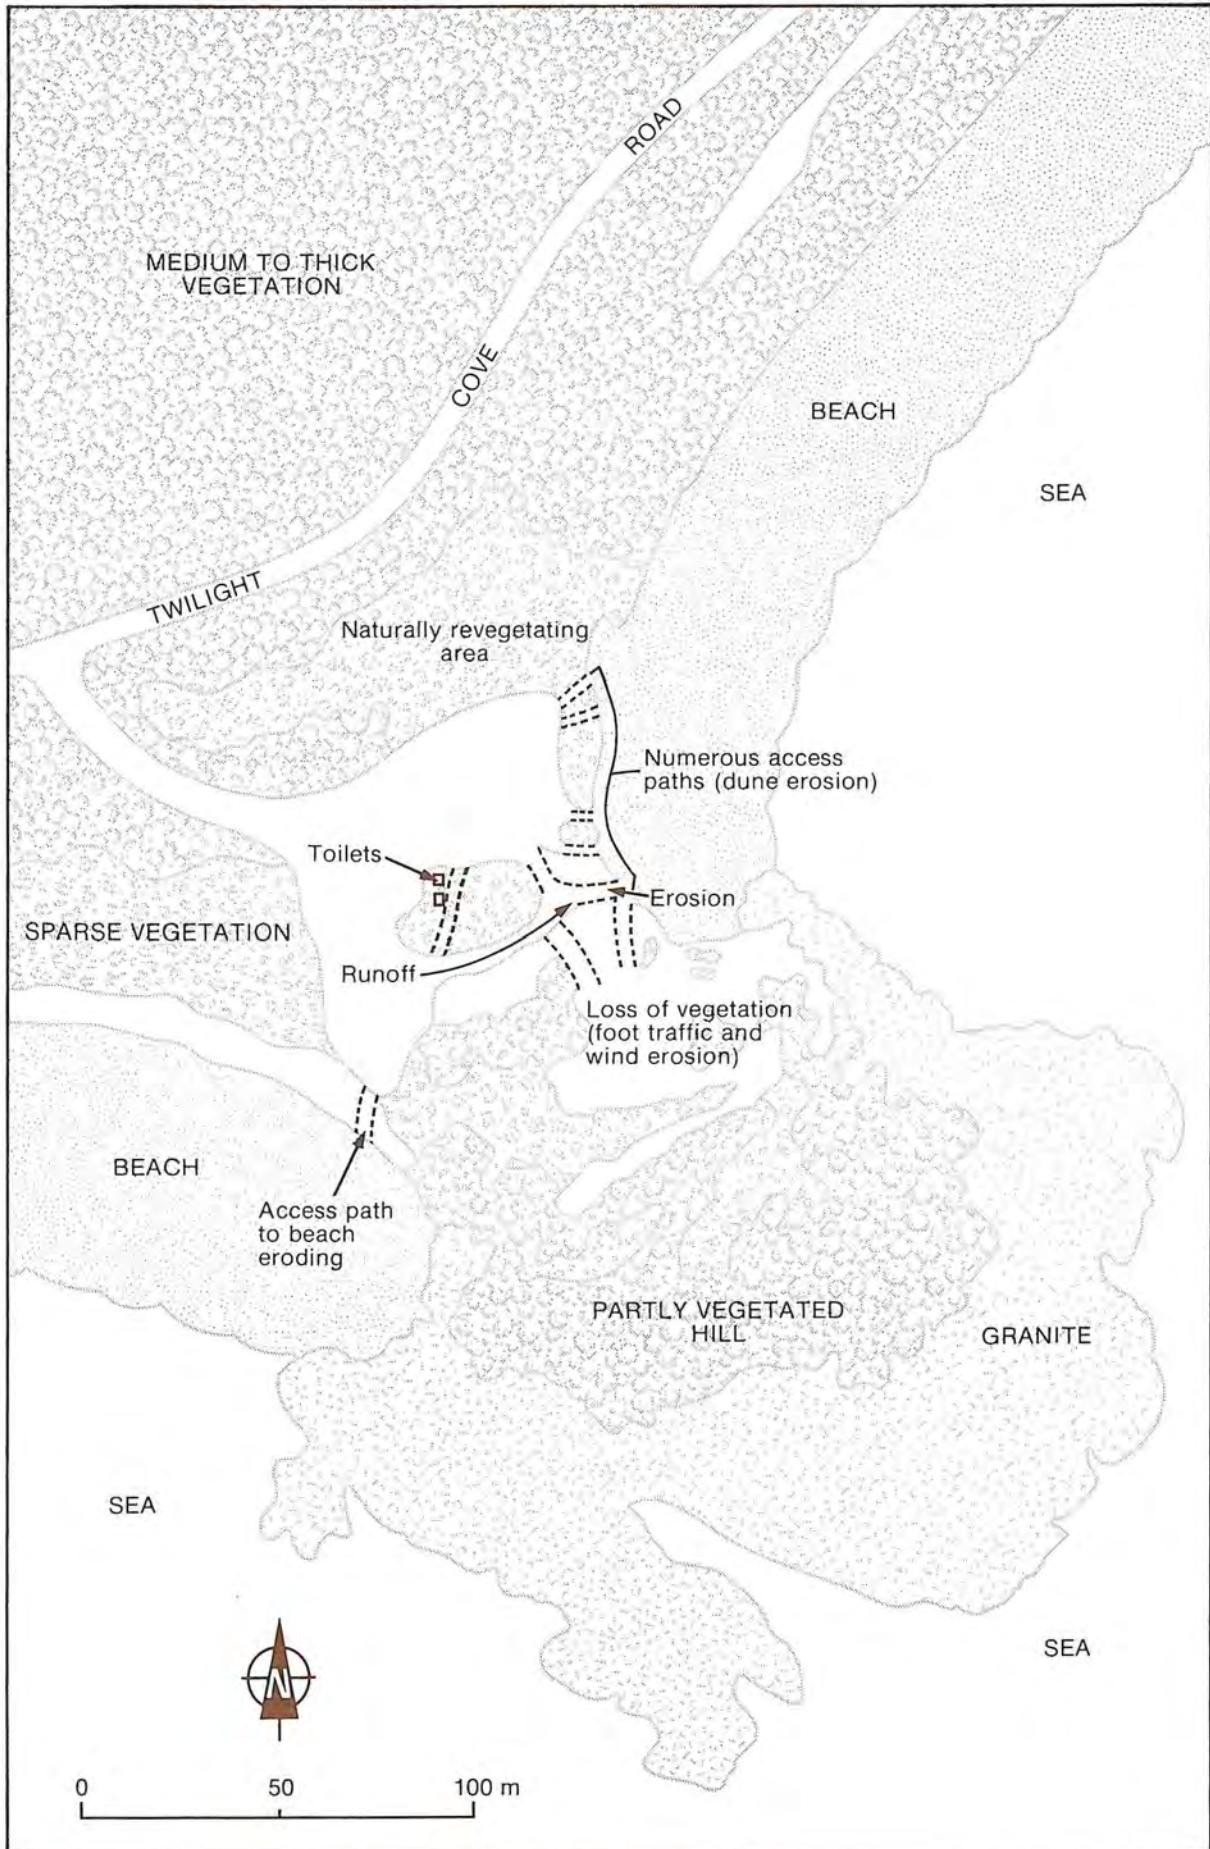 ROAD
MEDIUM TO THICK
VEGETATION
COVE
BEACH
SEA
TWILIGHT
Naturally revegetating
area
Numerous access
paths (dune erosion)
Toilets
Erosion
SPARSE VEGETATION
Runoff
Loss of vegetation
(foot traffic and
wind erosion)
BEACH
Access path
to beach
eroding
PARTLY VEGETATED
HILL
GRANITE
SEA
SEA
N
0 50 100 m